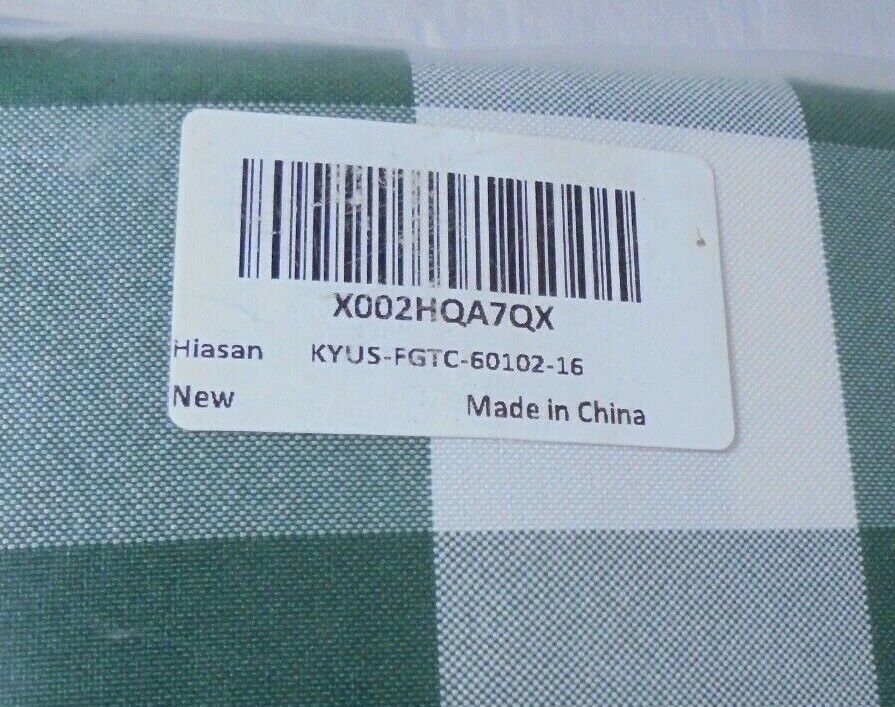 X002HQA7QX
Hiasan KYUS-FGTC-60102-16
New Made in China